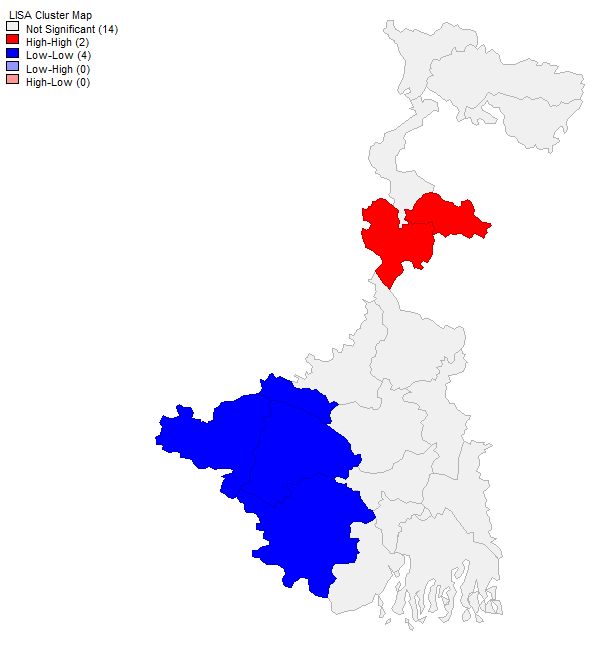 LISA Cluster Map
Not Significant (14)
High-High (2)
Low-Low (4)
Low-High (0)
High-Low (0)